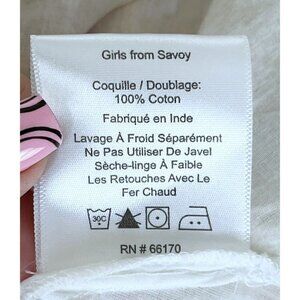 Girls from Savoy
Coquille / Doublage:
100% Coton
Fabriqué en Inde
Lavage À Froid Séparément
Ne Pas Utiliser De Javel
Sèche-linge À Faible
Les Retouches Avec Le
Fer Chaud
30C
RN # 66170